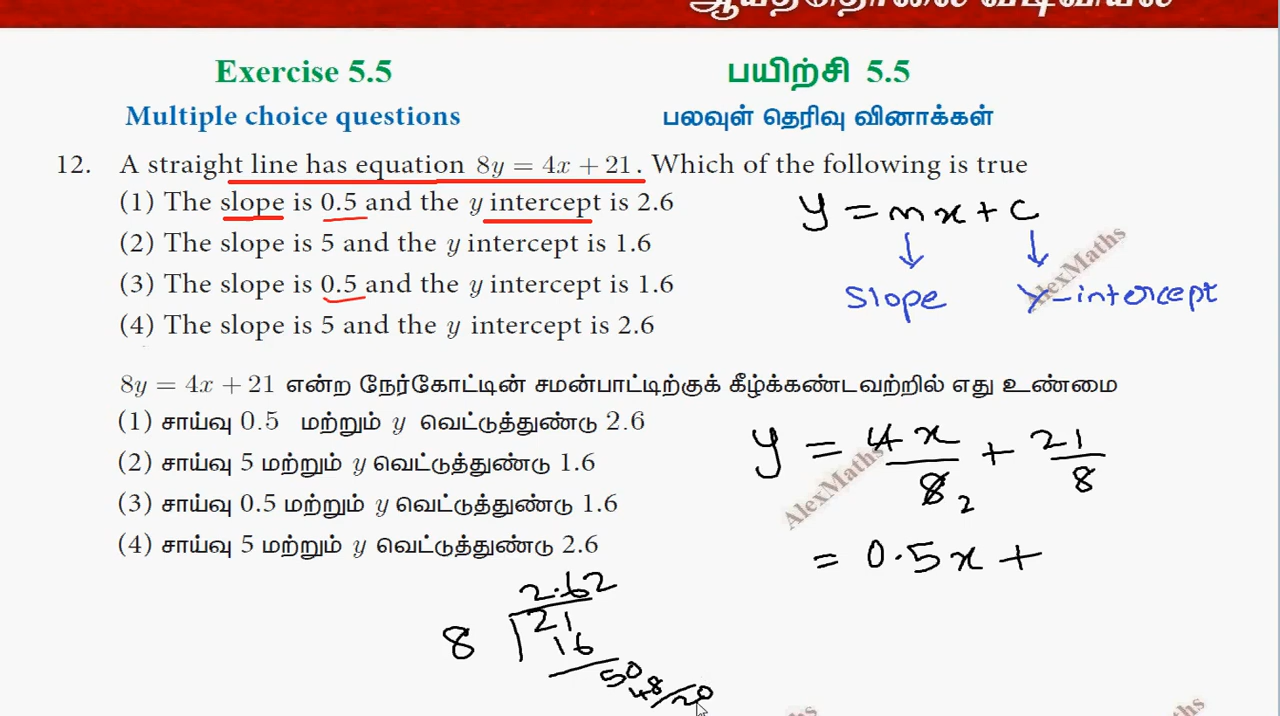 ஆயத்தொலை வடிவியல்
Exercise 5.5
பயிற்சி 5.5
Multiple choice questions
பலவுள் தெரிவு வினாக்கள்
12. A straight line has equation 8y = 4x + 21. Which of the following is true
(1) The slope is 0.5 and the y intercept is 2.6
(2) The slope is 5 and the y intercept is 1.6
(3) The slope is 0.5 and the y intercept is 1.6
(4) The slope is 5 and the y intercept is 2.6
y = mx + c
slope y-intercept
AlexMaths
8y = 4x + 21 என்ற நேர்கோட்டின் சமன்பாட்டிற்குக் கீழ்க்கண்டவற்றில் எது உண்மை
(1) சாய்வு 0.5 மற்றும் y வெட்டுத்துண்டு 2.6
(2) சாய்வு 5 மற்றும் y வெட்டுத்துண்டு 1.6
(3) சாய்வு 0.5 மற்றும் y வெட்டுத்துண்டு 1.6
(4) சாய்வு 5 மற்றும் y வெட்டுத்துண்டு 2.6
y = 4x/8 + 21/8
2
AlexMaths
= 0.5x +
2.62
8 21
16
50
48/20